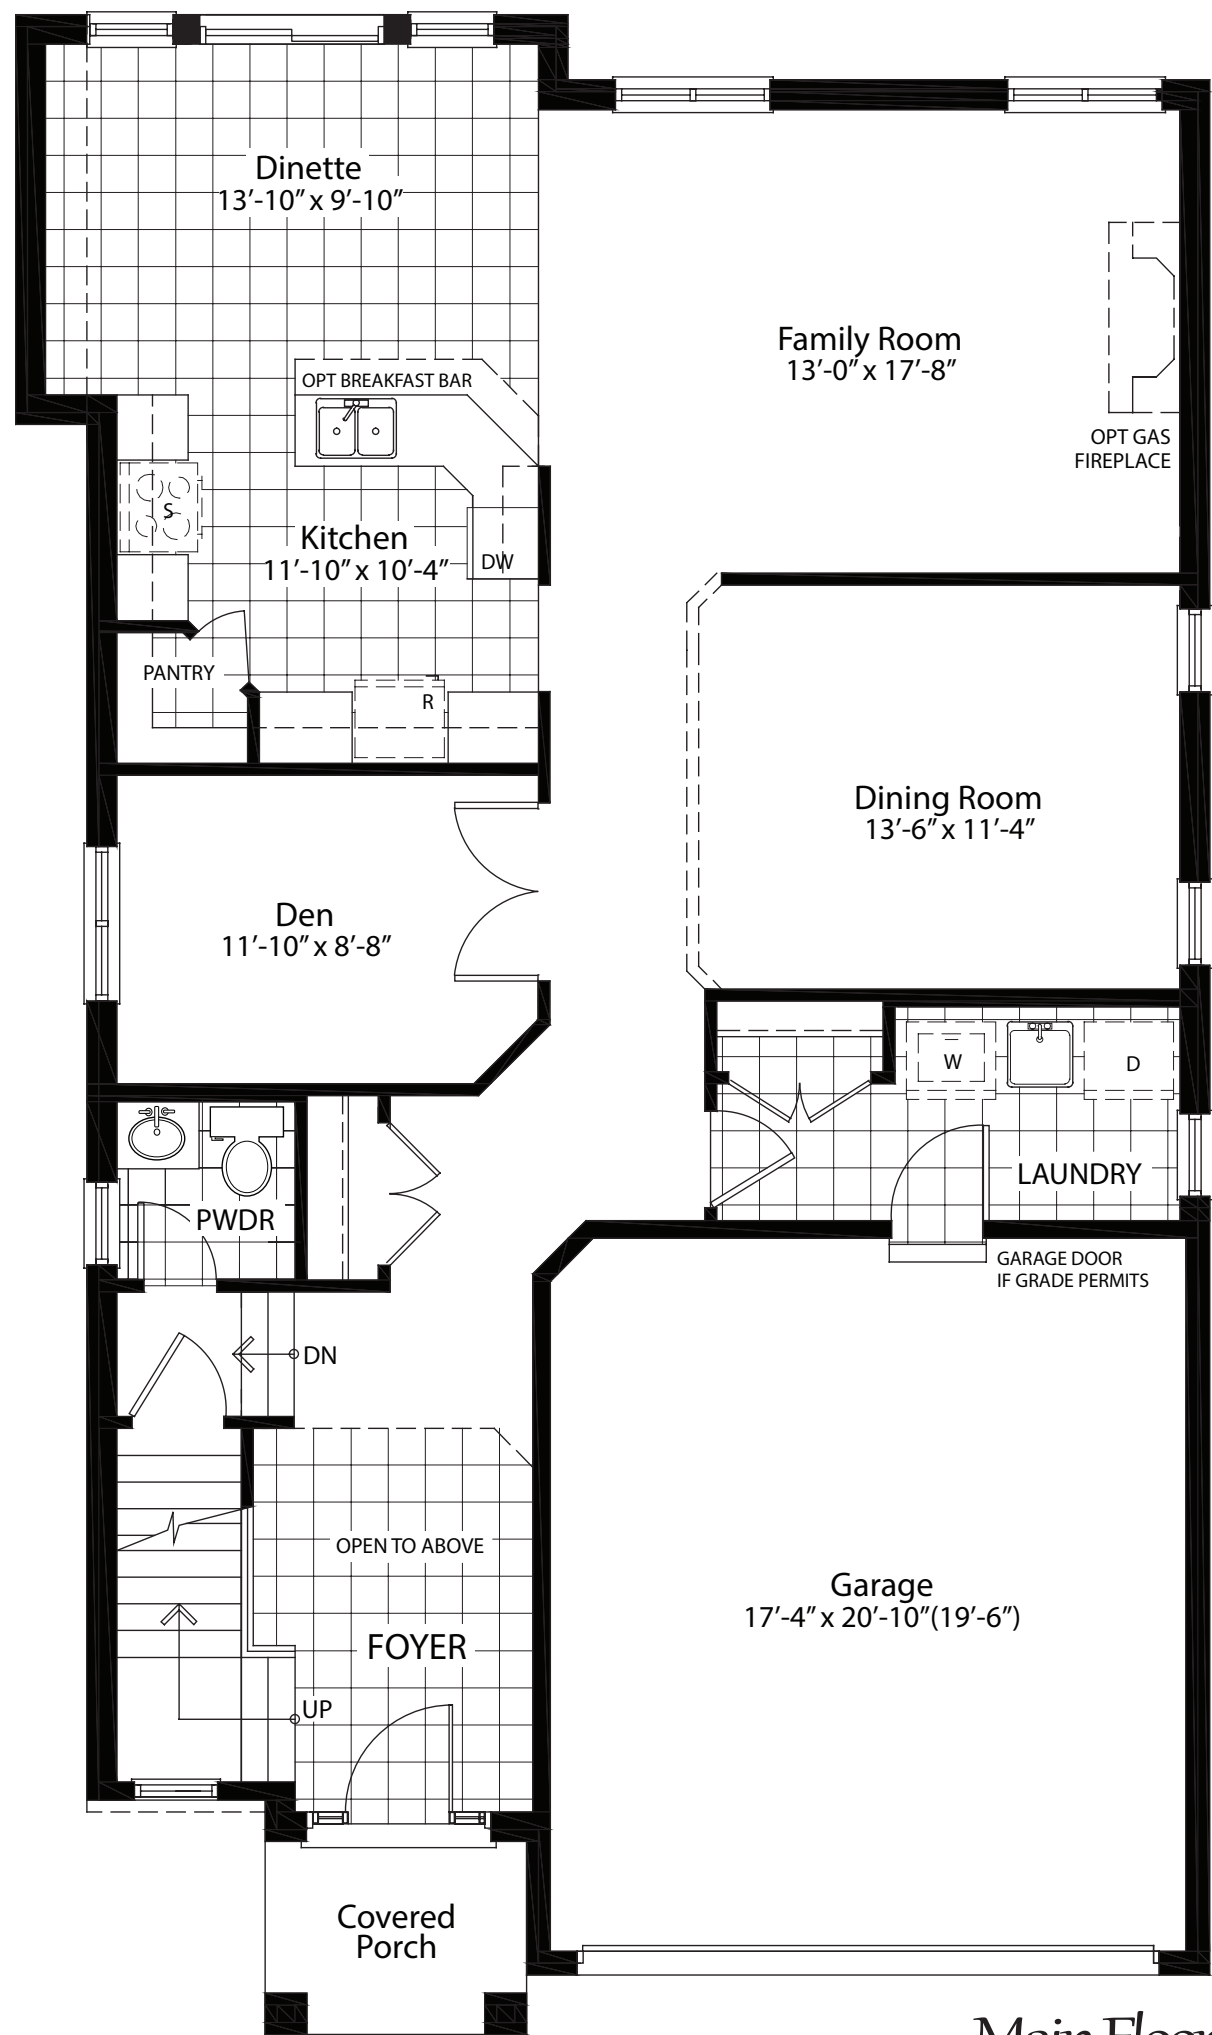 Dinette
13'-10" x 9'-10"
Family Room
13'-0" x 17'-8"
OPT BREAKFAST BAR
OPT GAS
FIREPLACE
S
Kitchen
11'-10" x 10'-4"
DW
PANTRY
R
Dining Room
13'-6" x 11'-4"
Den
11'-10" x 8'-8"
W
D
LAUNDRY
PWDR
GARAGE DOOR
IF GRADE PERMITS
DN
OPEN TO ABOVE
Garage
17'-4" x 20'-10"(19'-6")
FOYER
UP
Covered
Porch
Main Floor